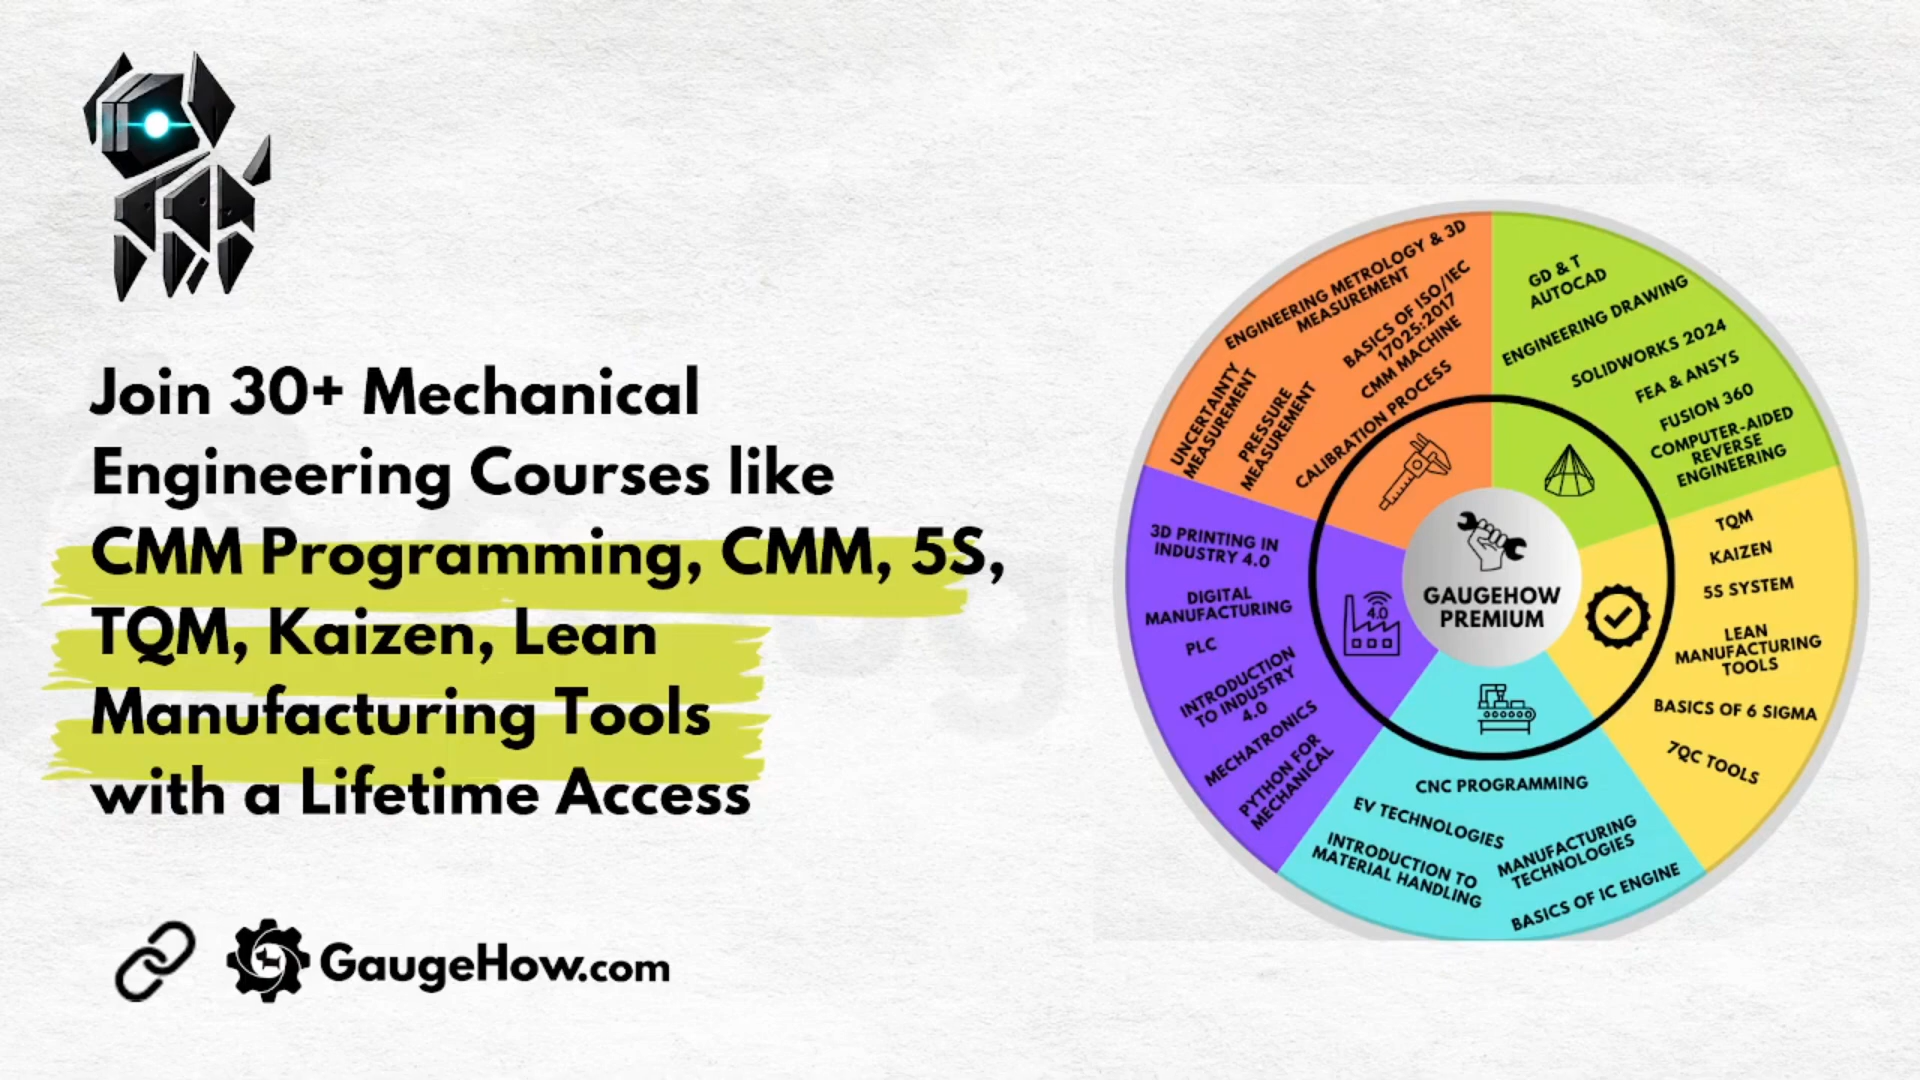 Join 30+ Mechanical
Engineering Courses like
CMM Programming, CMM, 5S,
TQM, Kaizen, Lean
Manufacturing Tools
with a Lifetime Access
GaugeHow.com
ENGINEERING METROLOGY & 3D
MEASUREMENT
BASICS OF ISO/IEC
17025:2017
CMM MACHINE
CALIBRATION PROCESS
PRESSURE
MEASUREMENT
UNCERTAINTY
MEASUREMENT
GD & T
AUTOCAD
ENGINEERING DRAWING
SOLIDWORKS 2024
FEA & ANSYS
FUSION 360
COMPUTER-AIDED
REVERSE
ENGINEERING
TQM
KAIZEN
5S SYSTEM
LEAN
MANUFACTURING
TOOLS
BASICS OF 6 SIGMA
7QC TOOLS
CNC PROGRAMMING
EV TECHNOLOGIES
INTRODUCTION TO
MATERIAL HANDLING
MANUFACTURING
TECHNOLOGIES
BASICS OF IC ENGINE
3D PRINTING IN
INDUSTRY 4.0
DIGITAL
MANUFACTURING
PLC
INTRODUCTION
TO INDUSTRY
4.0
MECHATRONICS
PYTHON FOR
MECHANICAL
4.0
GAUGEHOW
PREMIUM